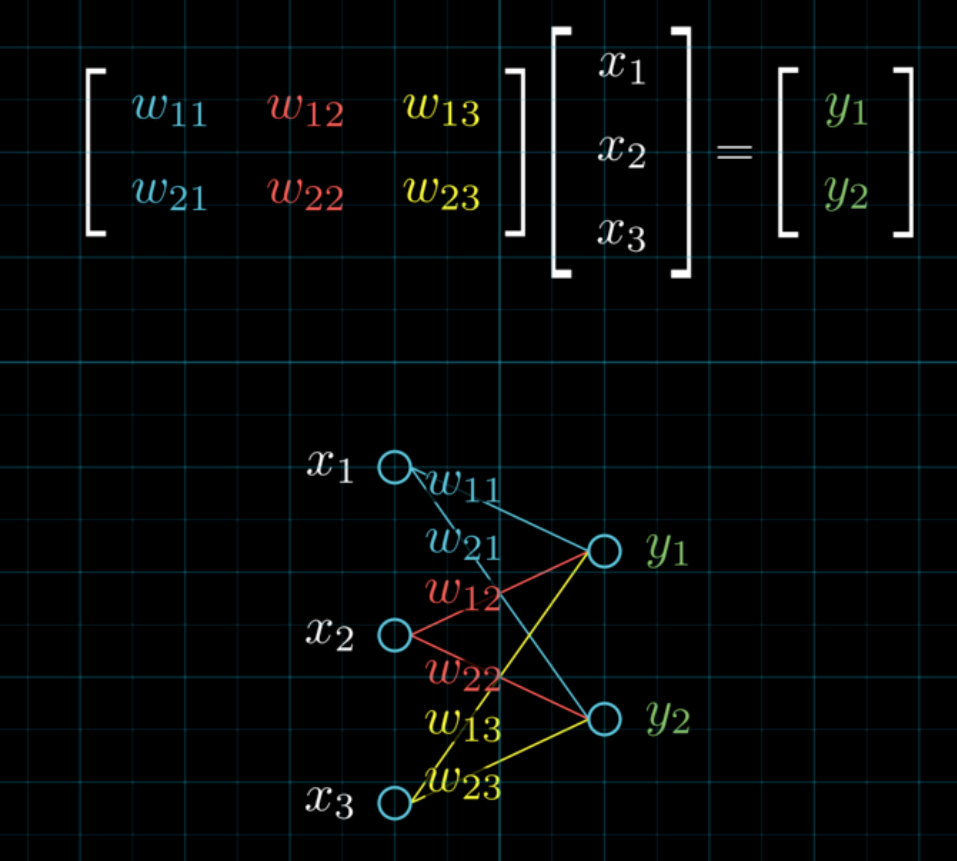 [ w₁₁ w₁₂ w₁₃ ] [ x₁ ] = [ y₁ ]
[ w₂₁ w₂₂ w₂₃ ] [ x₂ ] [ y₂ ]
[ x₃ ]
x₁ w₁₁
w₂₁ y₁
w₁₂
x₂
w₂₂
w₁₃ y₂
w₂₃
x₃